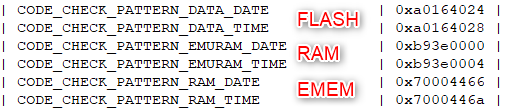 | CODE_CHECK_PATTERN_DATA_DATE | 0xa0164024 |
FLASH
| CODE_CHECK_PATTERN_DATA_TIME | 0xa0164028 |
| CODE_CHECK_PATTERN_EMURAM_DATE | 0xb93e0000 |
RAM
| CODE_CHECK_PATTERN_EMURAM_TIME | 0xb93e0004 |
| CODE_CHECK_PATTERN_RAM_DATE | 0x70004466 |
EMEM
| CODE_CHECK_PATTERN_RAM_TIME | 0x7000446a |